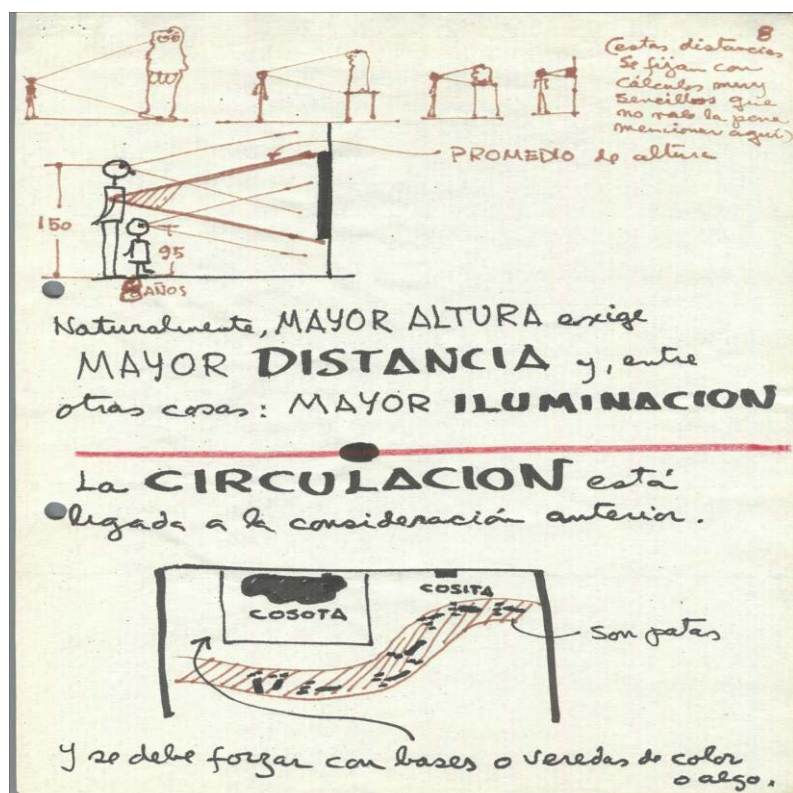 8
(estas distancias
se fijan con
cálculos muy
sencillos que
no vale la pena
mencionar aquí)
PROMEDIO de altura
150
95
8 AÑOS
Naturalmente, MAYOR ALTURA exige
MAYOR DISTANCIA y, entre
otras cosas: MAYOR ILUMINACION
La CIRCULACION está
ligada a la consideración anterior.
COSOTA
COSITA
son patas
Y se debe forzar con bases o veredas de color
o algo.